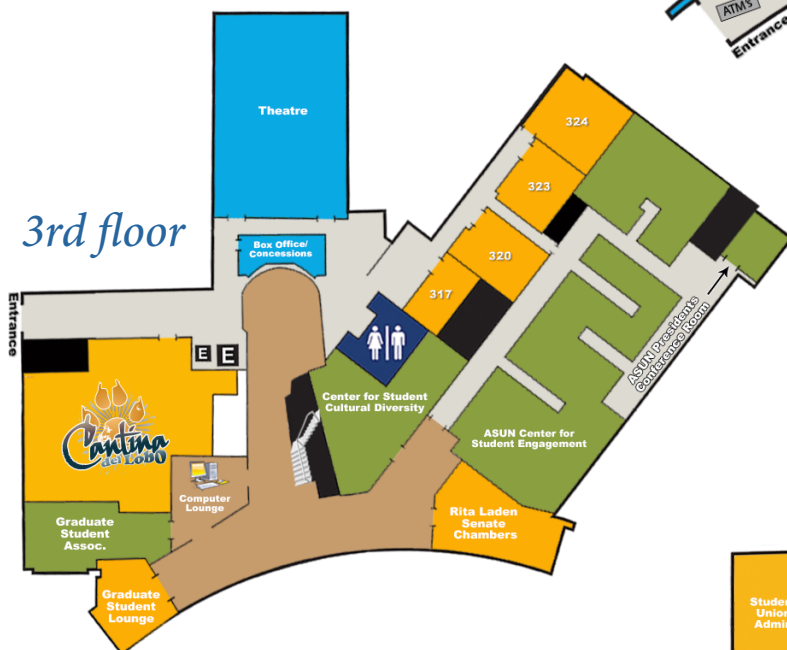 ATM's
Entrance
Theatre
324
323
3rd floor
Box Office/
Concessions
320
317
Entrance
E E
ASUN Presidents
Conference Room
Center for Student
Cultural Diversity
Cantina
del Lobo
ASUN Center for
Student Engagement
Computer
Lounge
Graduate
Student
Assoc.
Rita Laden
Senate
Chambers
Graduate
Student
Lounge
Union